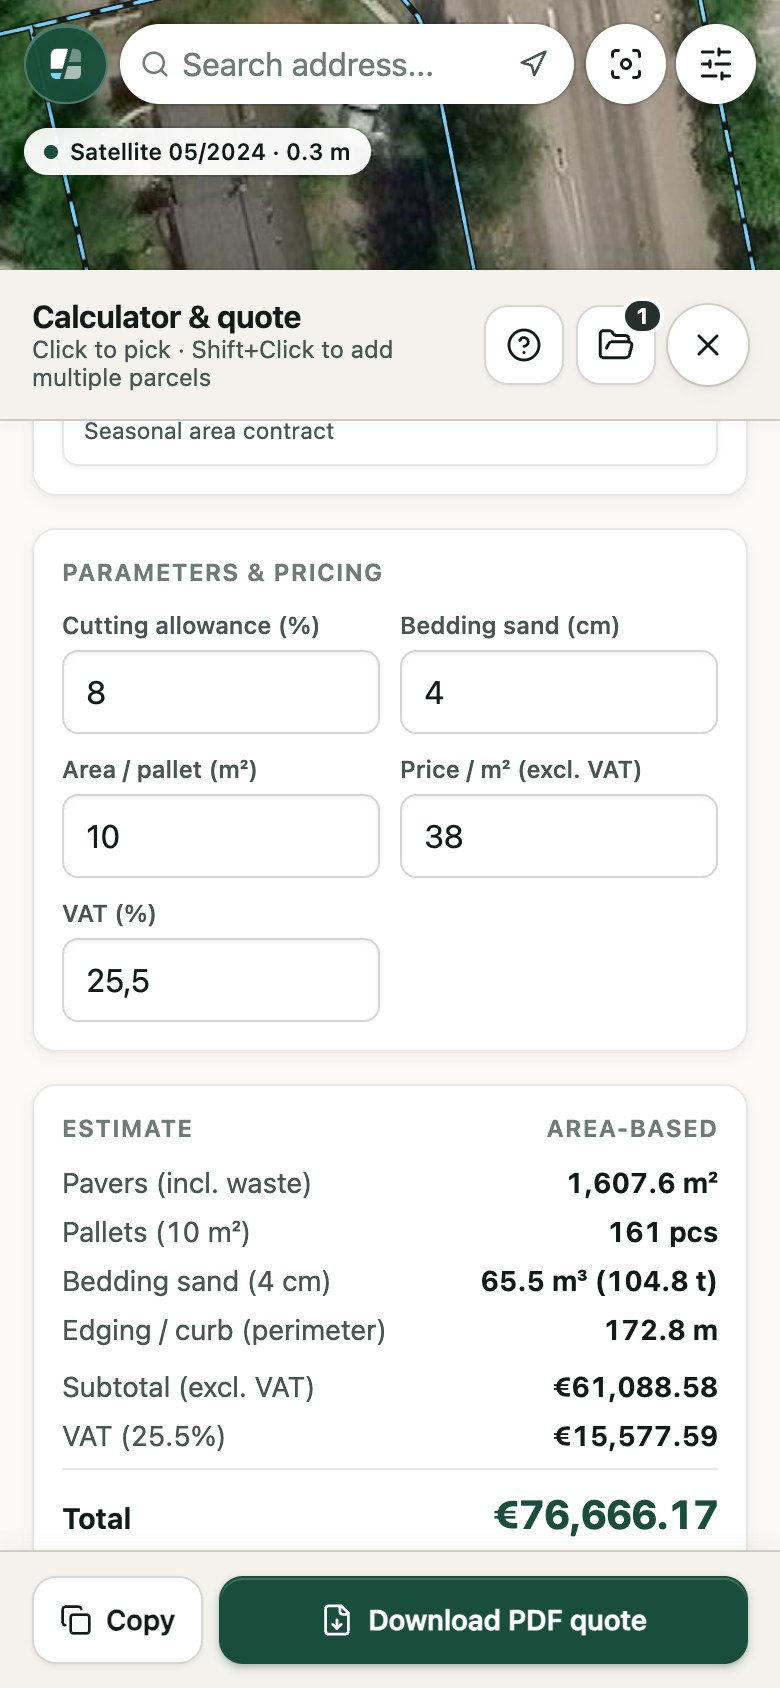 Search address...
Satellite 05/2024 · 0.3 m
Calculator & quote
Click to pick · Shift+Click to add
multiple parcels
1
Seasonal area contract
PARAMETERS & PRICING
Cutting allowance (%)
Bedding sand (cm)
8
4
Area / pallet (m²)
Price / m² (excl. VAT)
10
38
VAT (%)
25,5
ESTIMATE
AREA-BASED
Pavers (incl. waste)
1,607.6 m²
Pallets (10 m²)
161 pcs
Bedding sand (4 cm)
65.5 m³ (104.8 t)
Edging / curb (perimeter)
172.8 m
Subtotal (excl. VAT)
€61,088.58
VAT (25.5%)
€15,577.59
Total
€76,666.17
Copy
Download PDF quote